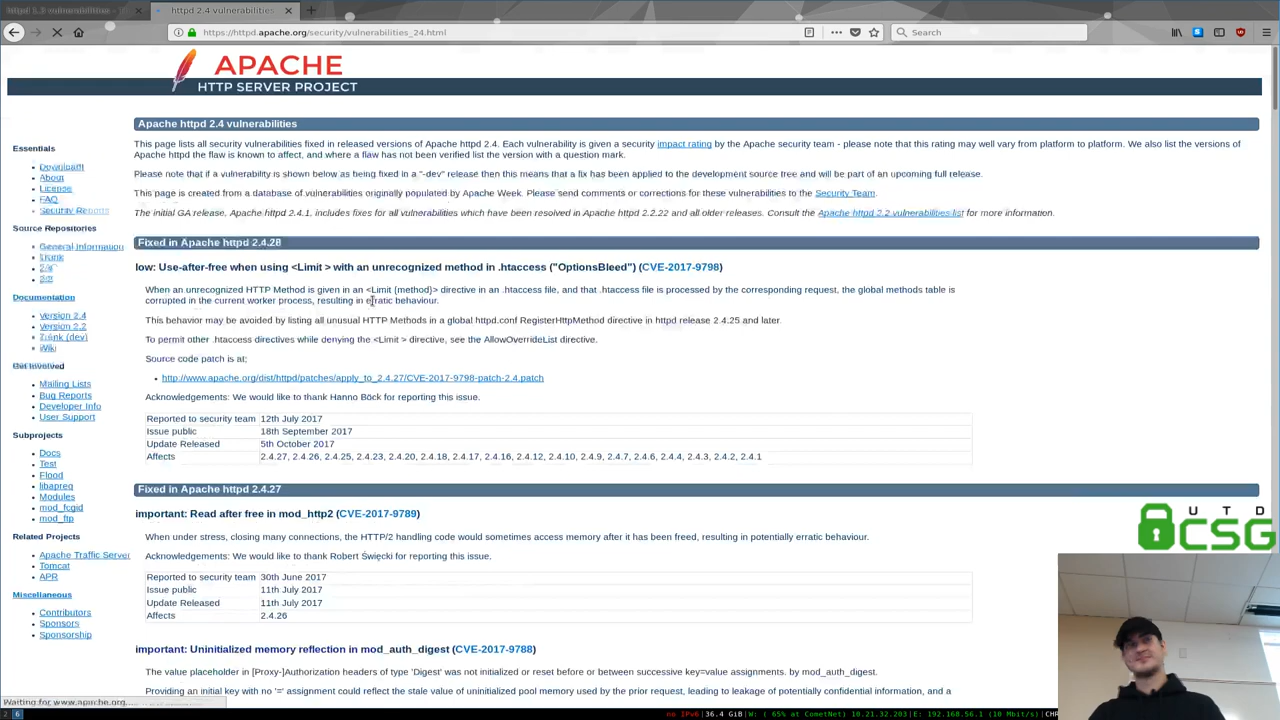 httpd 1.3 vulnerabilities -
httpd 2.4 vulnerabilities
https://httpd.apache.org/security/vulnerabilities_24.html
Search
APACHE
HTTP SERVER PROJECT
Apache httpd 2.4 vulnerabilities
This page lists all security vulnerabilities fixed in released versions of Apache httpd 2.4. Each vulnerability is given a security impact rating by the Apache security team - please note that this rating may well vary from platform to platform. We also list the versions of
Apache httpd the flaw is known to affect, and where a flaw has not been verified list the version with a question mark.
Please note that if a vulnerability is shown below as being fixed in a "-dev" release then this means that a fix has been applied to the development source tree and will be part of an upcoming full release.
This page is created from a database of vulnerabilities originally populated by Apache Week. Please send comments or corrections for these vulnerabilities to the Security Team.
The initial GA release, Apache httpd 2.4.1, includes fixes for all vulnerabilities which have been resolved in Apache httpd 2.2.22 and all older releases. Consult the Apache httpd 2.2 vulnerabilities list for more information.
Essentials
Download!
About
License
FAQ
Security Reports
Source Repositories
General Information
Trunk
2.4
2.2
Documentation
Version 2.4
Version 2.2
Trunk (dev)
Wiki
Get Involved
Mailing Lists
Bug Reports
Developer Info
User Support
Subprojects
Docs
Test
Flood
libapreq
Modules
mod_fcgid
mod_ftp
Related Projects
Apache Traffic Server
Tomcat
APR
Miscellaneous
Contributors
Sponsors
Sponsorship
Fixed in Apache httpd 2.4.28
low: Use-after-free when using <Limit > with an unrecognized method in .htaccess ("OptionsBleed") (CVE-2017-9798)
When an unrecognized HTTP Method is given in an <Limit {method}> directive in an .htaccess file, and that .htaccess file is processed by the corresponding request, the global methods table is
corrupted in the current worker process, resulting in erratic behaviour.
This behavior may be avoided by listing all unusual HTTP Methods in a global httpd.conf RegisterHttpMethod directive in httpd release 2.4.25 and later.
To permit other .htaccess directives while denying the <Limit > directive, see the AllowOverrideList directive.
Source code patch is at;
http://www.apache.org/dist/httpd/patches/apply_to_2.4.27/CVE-2017-9798-patch-2.4.patch
Acknowledgements: We would like to thank Hanno Böck for reporting this issue.
Reported to security team 12th July 2017
Issue public 18th September 2017
Update Released 5th October 2017
Affects 2.4.27, 2.4.26, 2.4.25, 2.4.23, 2.4.20, 2.4.18, 2.4.17, 2.4.16, 2.4.12, 2.4.10, 2.4.9, 2.4.7, 2.4.6, 2.4.4, 2.4.3, 2.4.2, 2.4.1
Fixed in Apache httpd 2.4.27
important: Read after free in mod_http2 (CVE-2017-9789)
When under stress, closing many connections, the HTTP/2 handling code would sometimes access memory after it has been freed, resulting in potentially erratic behaviour.
Acknowledgements: We would like to thank Robert Święcki for reporting this issue.
Reported to security team 30th June 2017
Issue public 11th July 2017
Update Released 11th July 2017
Affects 2.4.26
important: Uninitialized memory reflection in mod_auth_digest (CVE-2017-9788)
The value placeholder in [Proxy-]Authorization headers of type 'Digest' was not initialized or reset before or between successive key=value assignments. by mod_auth_digest.
Providing an initial key with no '=' assignment could reflect the stale value of uninitialized pool memory used by the prior request, leading to leakage of potentially confidential information, and a
UTD
CSG
Waiting for www.apache.org...
2 6
no IPv6|36.4 GiB|W: ( 65% at CometNet) 10.21.32.203|E: 192.168.56.1 (10 Mbit/s)|CHR